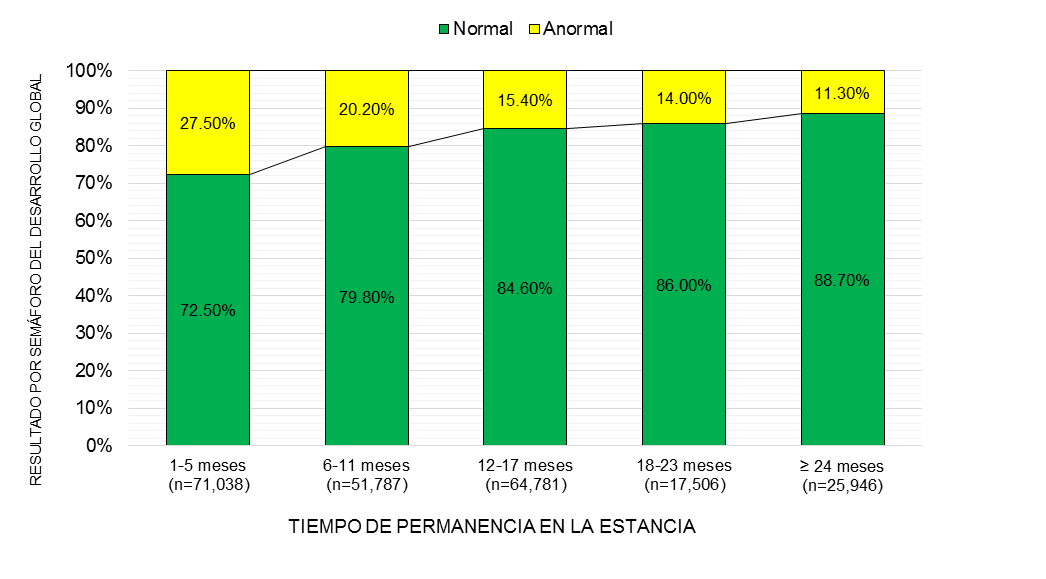 Normal Anormal
RESULTADO POR SEMÁFORO DEL DESARROLLO GLOBAL
100%
90%
80%
70%
60%
50%
40%
30%
20%
10%
0%
27.50% 20.20% 15.40% 14.00% 11.30%
72.50% 79.80% 84.60% 86.00% 88.70%
1-5 meses 6-11 meses 12-17 meses 18-23 meses ≥ 24 meses
(n=71,038) (n=51,787) (n=64,781) (n=17,506) (n=25,946)
TIEMPO DE PERMANENCIA EN LA ESTANCIA